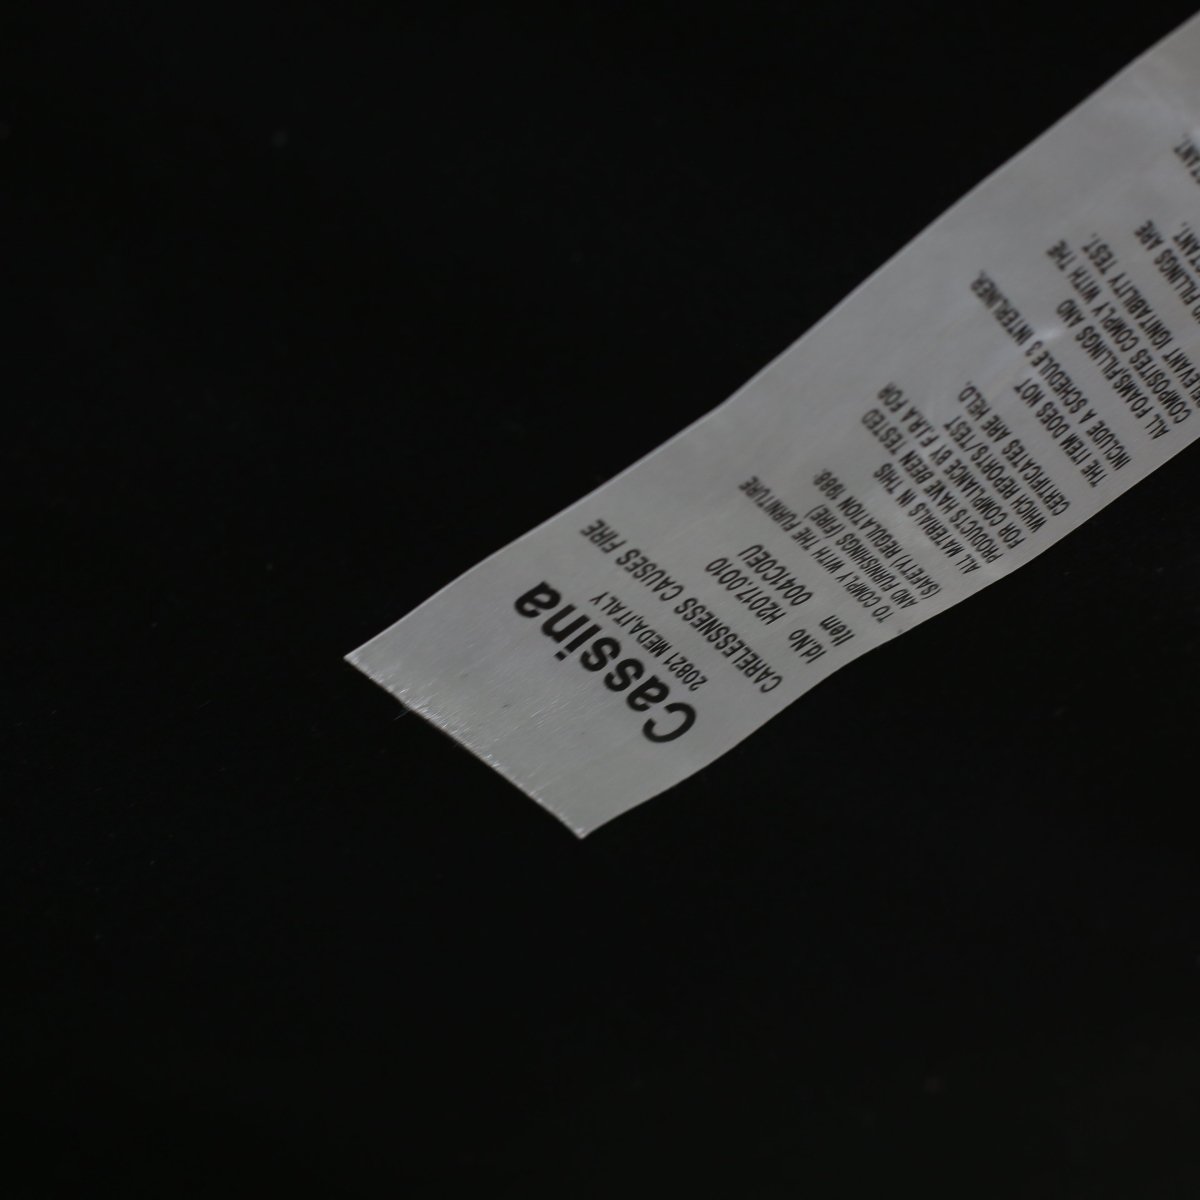 Cassina
20821 MEDA,ITALY
CARELESSNESS CAUSES FIRE
Id.No H2017.0010
Item 0041C0EU
TO COMPLY WITH THE FURNITURE
AND FURNISHINGS (FIRE)
(SAFETY) REGULATION 1988:
ALL MATERIALS IN THIS
PRODUCTS HAVE BEEN TESTED
FOR COMPLIANCE BY F.I.R.A FOR
WHICH REPORTS/TEST
CERTIFICATES ARE HELD.
THE ITEM DOES NOT
INCLUDE A SCHEDULE 3 INTERLINER.
ALL FOAMS,FILLINGS AND
COMPOSITES COMPLY WITH THE
IGNITABILITY TEST.
FILLINGS ARE